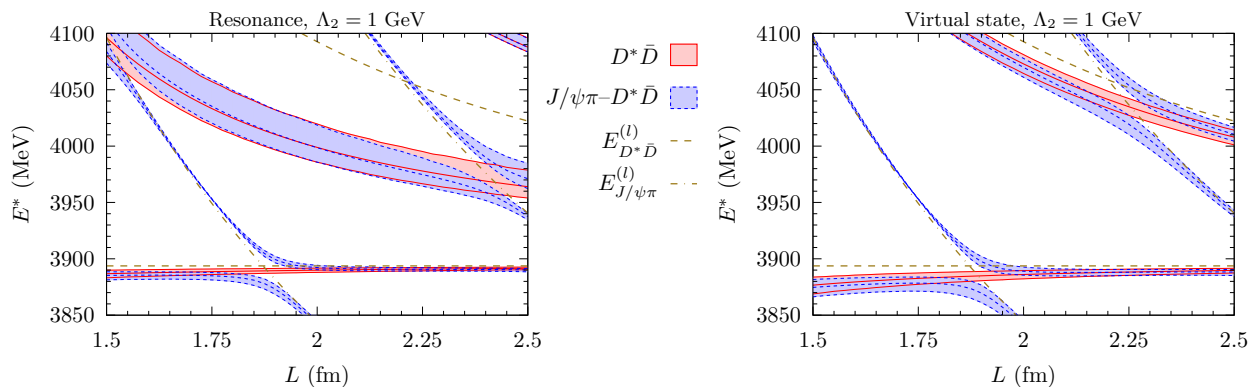 Resonance, Λ₂ = 1 GeV
4100
4050
4000
3950
3900
3850
E* (MeV)
1.5
1.75
2
2.25
2.5
L (fm)
D*D̄
J/ψπ–D*D̄
E^{(l)}_{D*D̄}
E^{(l)}_{J/ψπ}
Virtual state, Λ₂ = 1 GeV
4100
4050
4000
3950
3900
3850
E* (MeV)
1.5
1.75
2
2.25
2.5
L (fm)